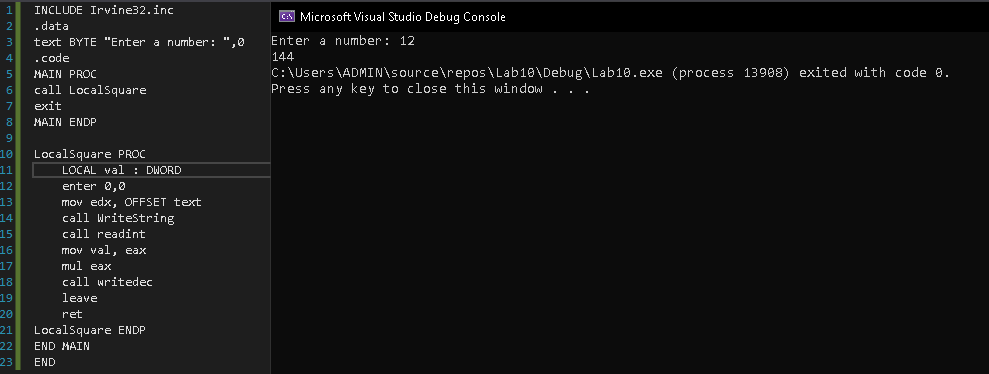 1 INCLUDE Irvine32.inc
2 .data
3 text BYTE "Enter a number: ",0
4 .code
5 MAIN PROC
6 call LocalSquare
7 exit
8 MAIN ENDP
9
10 LocalSquare PROC
11 LOCAL val : DWORD
12 enter 0,0
13 mov edx, OFFSET text
14 call WriteString
15 call readint
16 mov val, eax
17 mul eax
18 call writedec
19 leave
20 ret
21 LocalSquare ENDP
22 END MAIN
23 END
C:\ Microsoft Visual Studio Debug Console
Enter a number: 12
144
C:\Users\ADMIN\source\repos\Lab10\Debug\Lab10.exe (process 13908) exited with code 0.
Press any key to close this window . . .